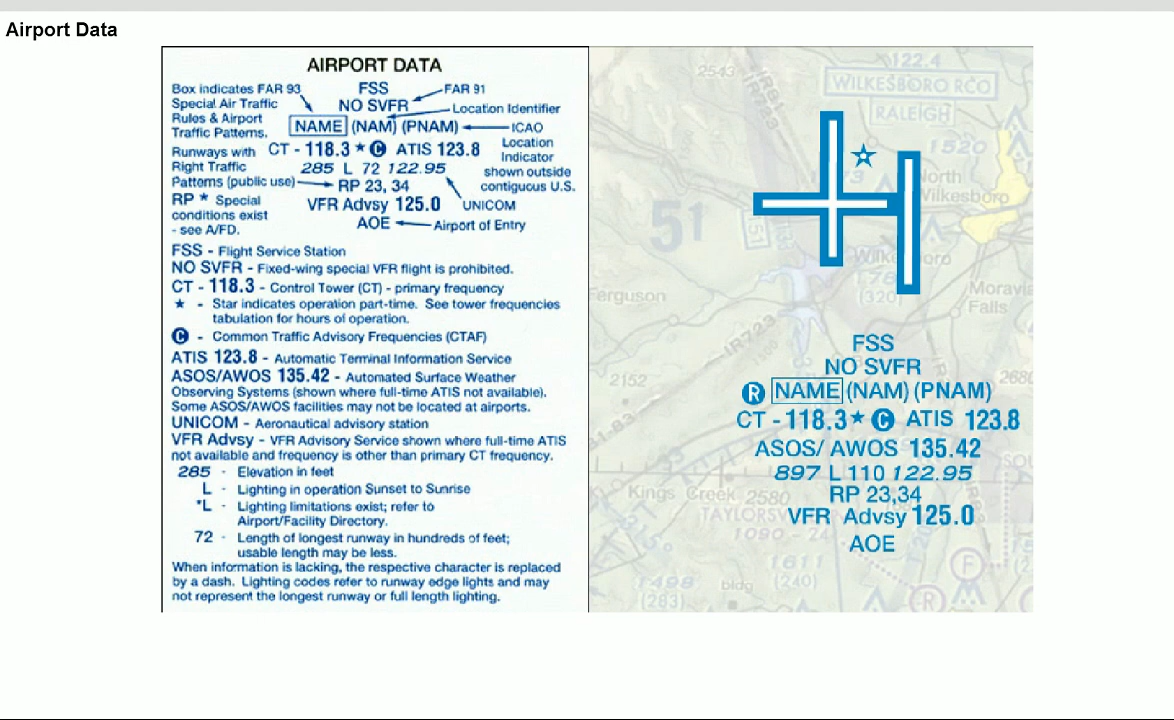 Airport Data
AIRPORT DATA
Box indicates FAR 93
Special Air Traffic
Rules & Airport
Traffic Patterns.
FSS
FAR 91
NO SVFR
Location Identifier
NAME (NAM) (PNAM)
ICAO
Location
Indicator
shown outside
contiguous U.S.
Runways with
Right Traffic
Patterns (public use)
CT - 118.3 ★ C ATIS 123.8
285 L 72 122.95
RP 23, 34
RP * Special
conditions exist
- see A/FD.
VFR Advsy 125.0
UNICOM
AOE
Airport of Entry
FSS - Flight Service Station
NO SVFR - Fixed-wing special VFR flight is prohibited.
CT - 118.3 - Control Tower (CT) - primary frequency
★ - Star indicates operation part-time. See tower frequencies
tabulation for hours of operation.
C - Common Traffic Advisory Frequencies (CTAF)
ATIS 123.8 - Automatic Terminal Information Service
ASOS/AWOS 135.42 - Automated Surface Weather
Observing Systems (shown where full-time ATIS not available).
Some ASOS/AWOS facilities may not be located at airports.
UNICOM - Aeronautical advisory station
VFR Advsy - VFR Advisory Service shown where full-time ATIS
not available and frequency is other than primary CT frequency.
285 - Elevation in feet
L - Lighting in operation Sunset to Sunrise
*L - Lighting limitations exist; refer to
Airport/Facility Directory.
72 - Length of longest runway in hundreds of feet;
usable length may be less.
When information is lacking, the respective character is replaced
by a dash. Lighting codes refer to runway edge lights and may
not represent the longest runway or full length lighting.
122.4
2543
WILKESBORO RCO
RALEIGH
IR723
1520
North
Wilkesboro
51
151
(320)
Ferguson
Moravia
Falls
IR723
2152
FSS
NO SVFR
R NAME (NAM) (PNAM)
CT - 118.3 ★ C ATIS 123.8
ASOS/ AWOS 135.42
897 L 110 122.95
RP 23,34
VFR Advsy 125.0
AOE
Kings Creek 2580
1090 - 24
1611
(240)
1498
(283)
bldg
F
R